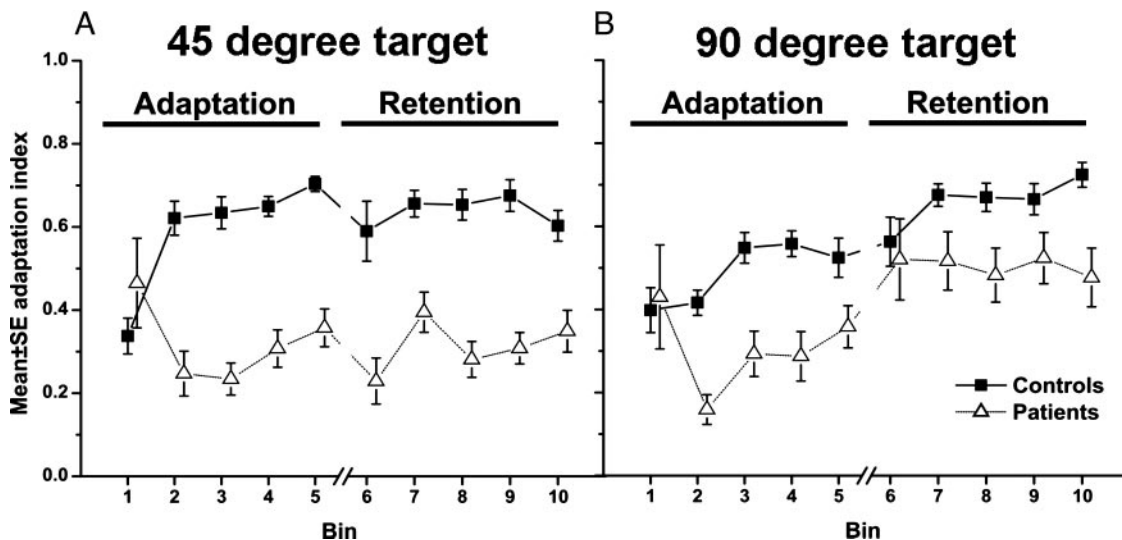 A
45 degree target
Adaptation
Retention
Mean±SE adaptation index
1.0
0.8
0.6
0.4
0.2
0.0
1 2 3 4 5 6 7 8 9 10
Bin
B
90 degree target
Adaptation
Retention
Controls
Patients
1 2 3 4 5 6 7 8 9 10
Bin